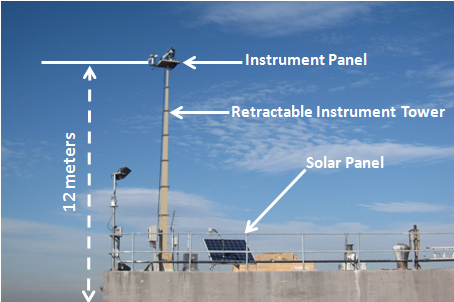 Instrument Panel
Retractable Instrument Tower
Solar Panel
12 meters